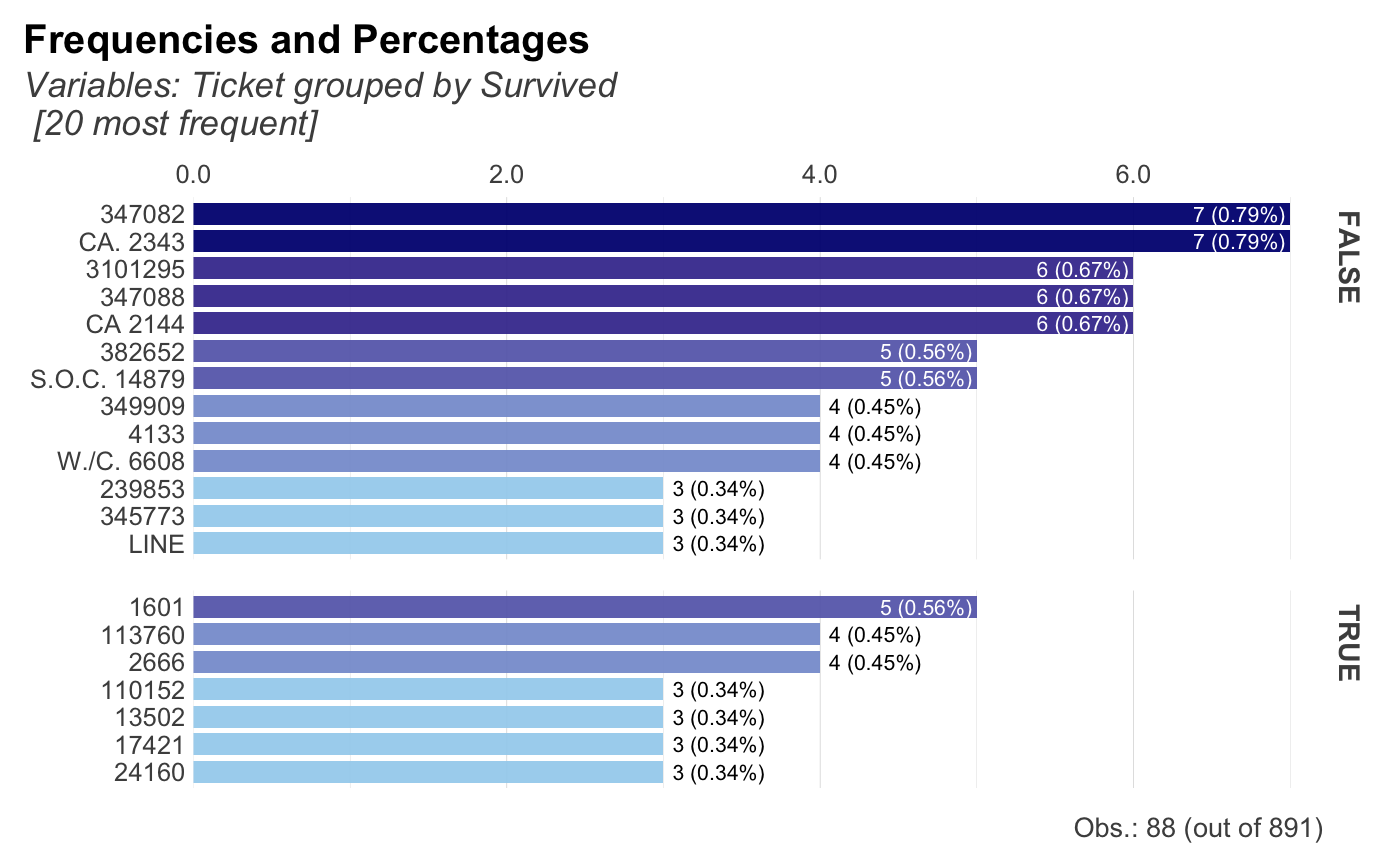 Frequencies and Percentages
Variables: Ticket grouped by Survived
[20 most frequent]
0.0 2.0 4.0 6.0
347082 7 (0.79%)
CA. 2343 7 (0.79%)
3101295 6 (0.67%)
347088 6 (0.67%)
CA 2144 6 (0.67%)
382652 5 (0.56%)
S.O.C. 14879 5 (0.56%)
349909 4 (0.45%)
4133 4 (0.45%)
W./C. 6608 4 (0.45%)
239853 3 (0.34%)
345773 3 (0.34%)
LINE 3 (0.34%)
FALSE
1601 5 (0.56%)
113760 4 (0.45%)
2666 4 (0.45%)
110152 3 (0.34%)
13502 3 (0.34%)
17421 3 (0.34%)
24160 3 (0.34%)
TRUE
Obs.: 88 (out of 891)